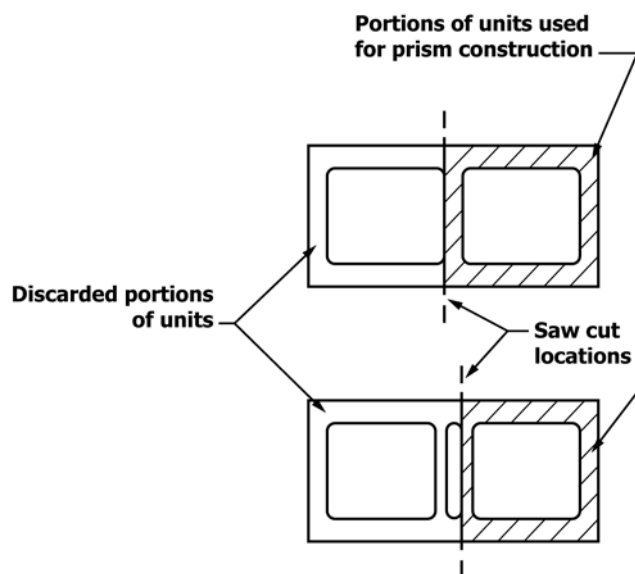 Portions of units used
for prism construction
Discarded portions
of units
Saw cut
locations